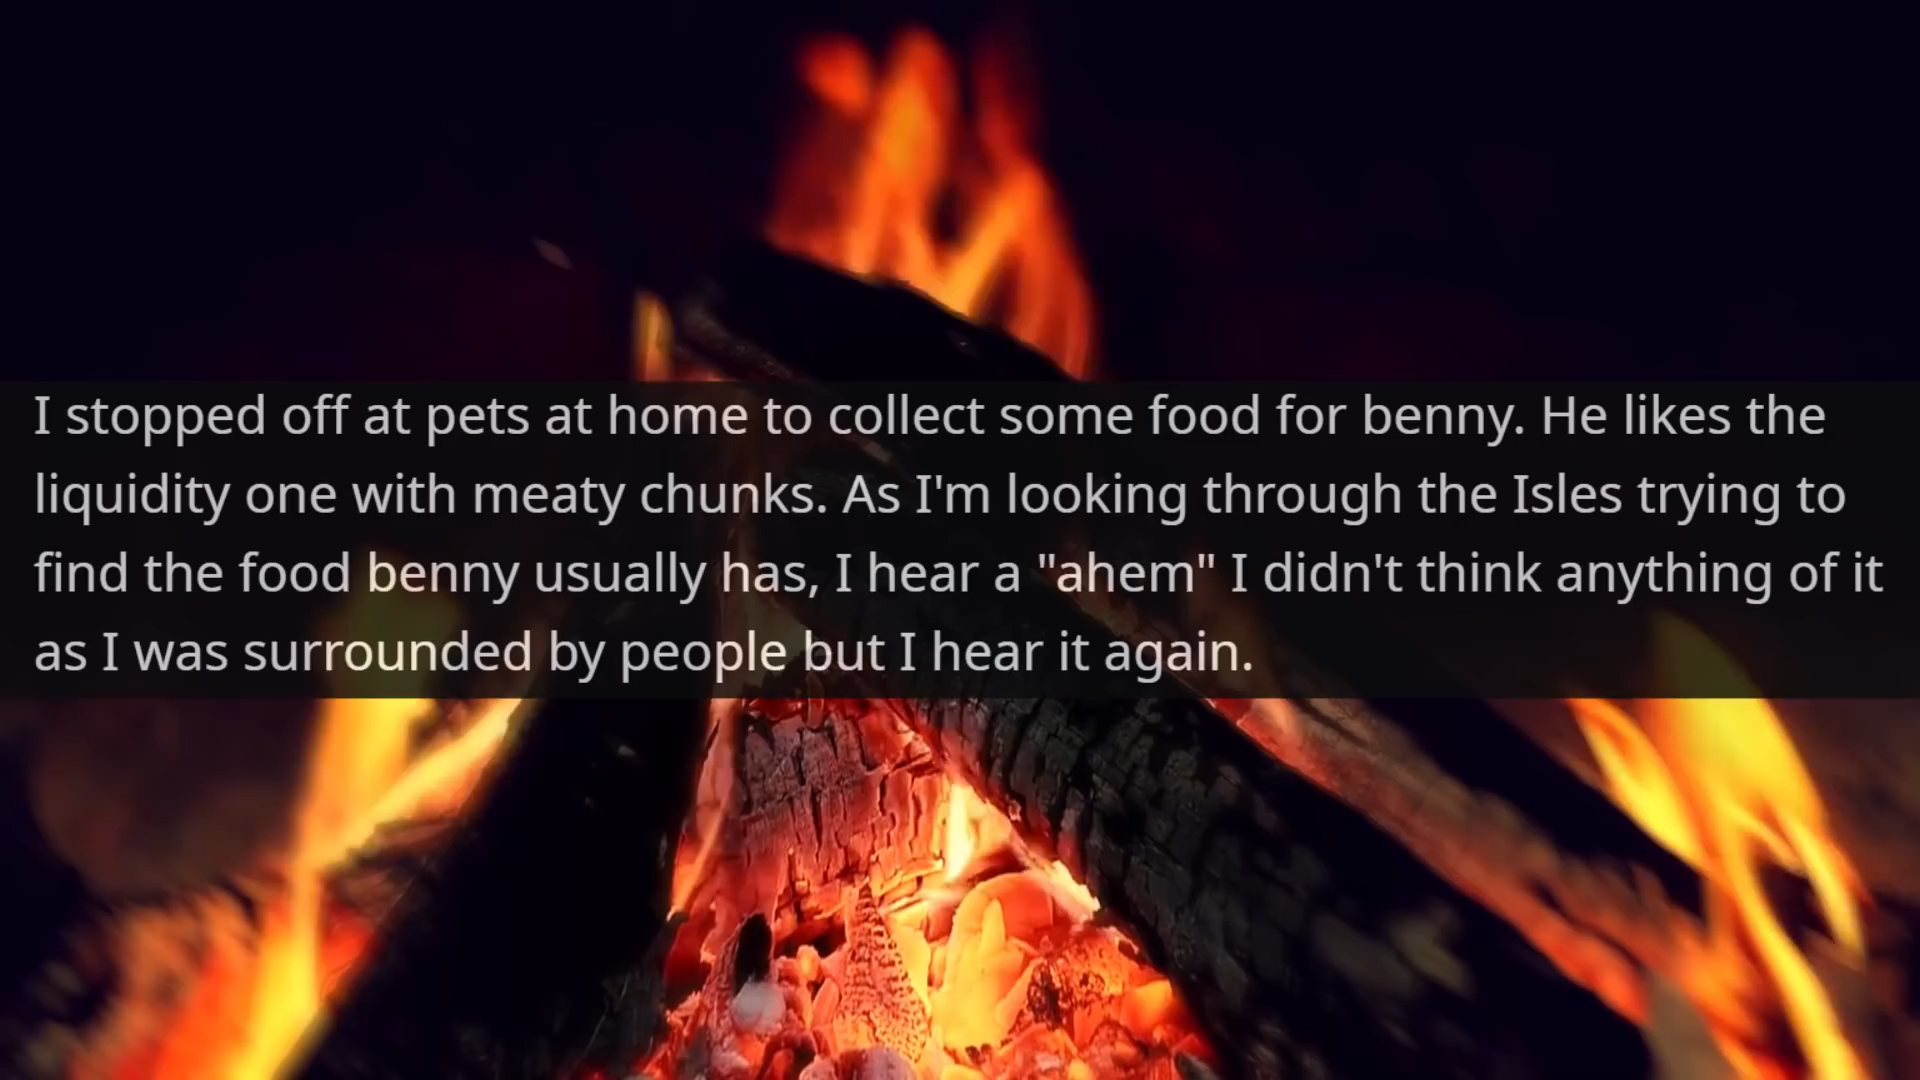 I stopped off at pets at home to collect some food for benny. He likes the
liquidity one with meaty chunks. As I'm looking through the Isles trying to
find the food benny usually has, I hear a "ahem" I didn't think anything of it
as I was surrounded by people but I hear it again.